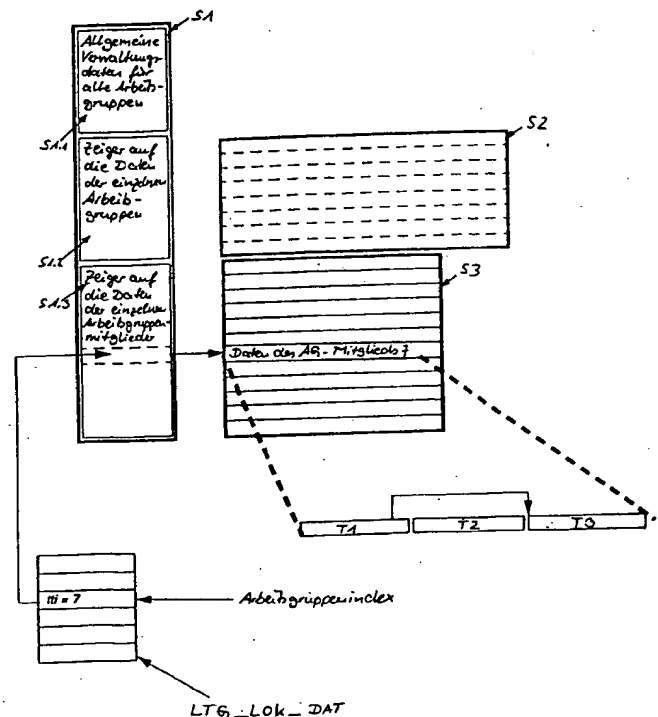 S1
Allgemeine
Verwaltungs-
daten für
alle Arbeits-
gruppen
S1.1
Zeiger auf
die Daten
der einzelnen
Arbeits-
gruppen
S1.2
S2
S3
S1.3
Zeiger auf
die Daten
der einzelnen
Arbeitsgruppen-
mitglieder
Daten des AG-Mitglieds 7
T1
T2
T3
tti = 7
Arbeitsgruppenindex
LTG_LOK_DAT